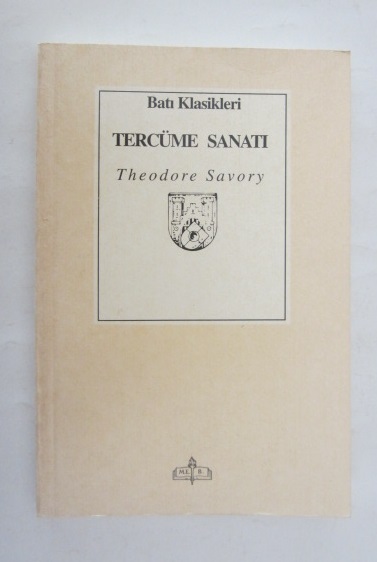 Batı Klasikleri
TERCÜME SANATI
Theodore Savory
M.E. B.